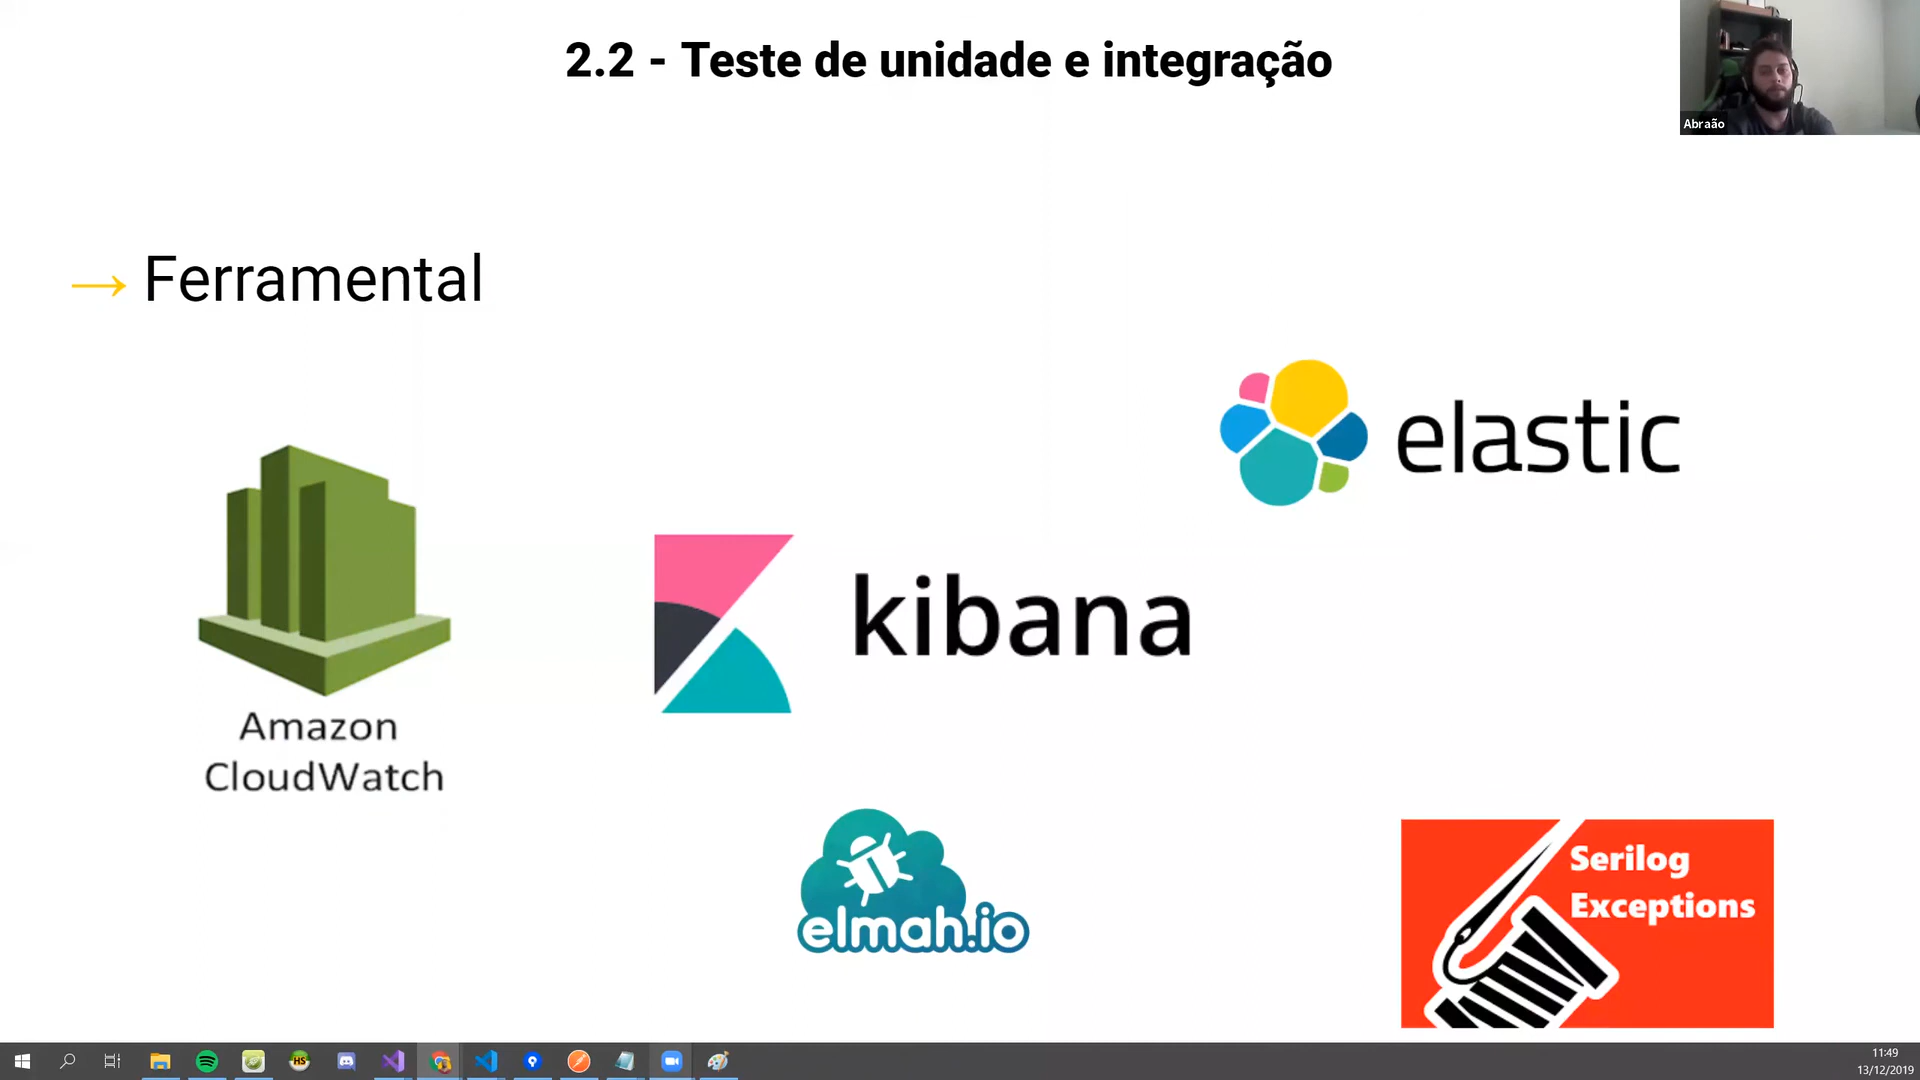 2.2 - Teste de unidade e integração
Abraão
→ Ferramental
elastic
kibana
Amazon
CloudWatch
elmah.io
Serilog
Exceptions
HS
11:49
13/12/2019